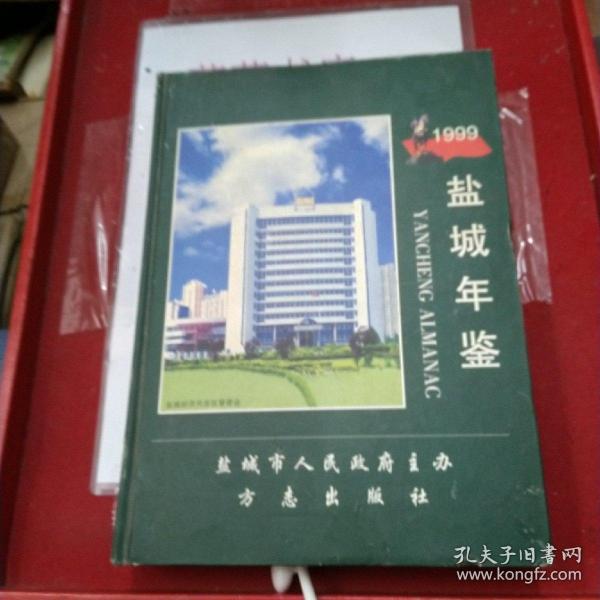 1999
盐城年鉴
YANCHENG ALMANAC
盐城市人民政府主办
方志出版社
孔夫子旧书网
www.kongfz.com